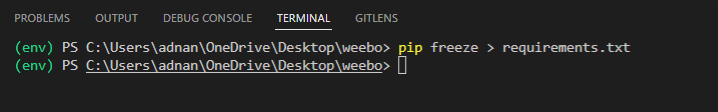 PROBLEMS OUTPUT DEBUG CONSOLE TERMINAL GITLENS
(env) PS C:\Users\adnan\OneDrive\Desktop\weebo> pip freeze > requirements.txt
(env) PS C:\Users\adnan\OneDrive\Desktop\weebo>